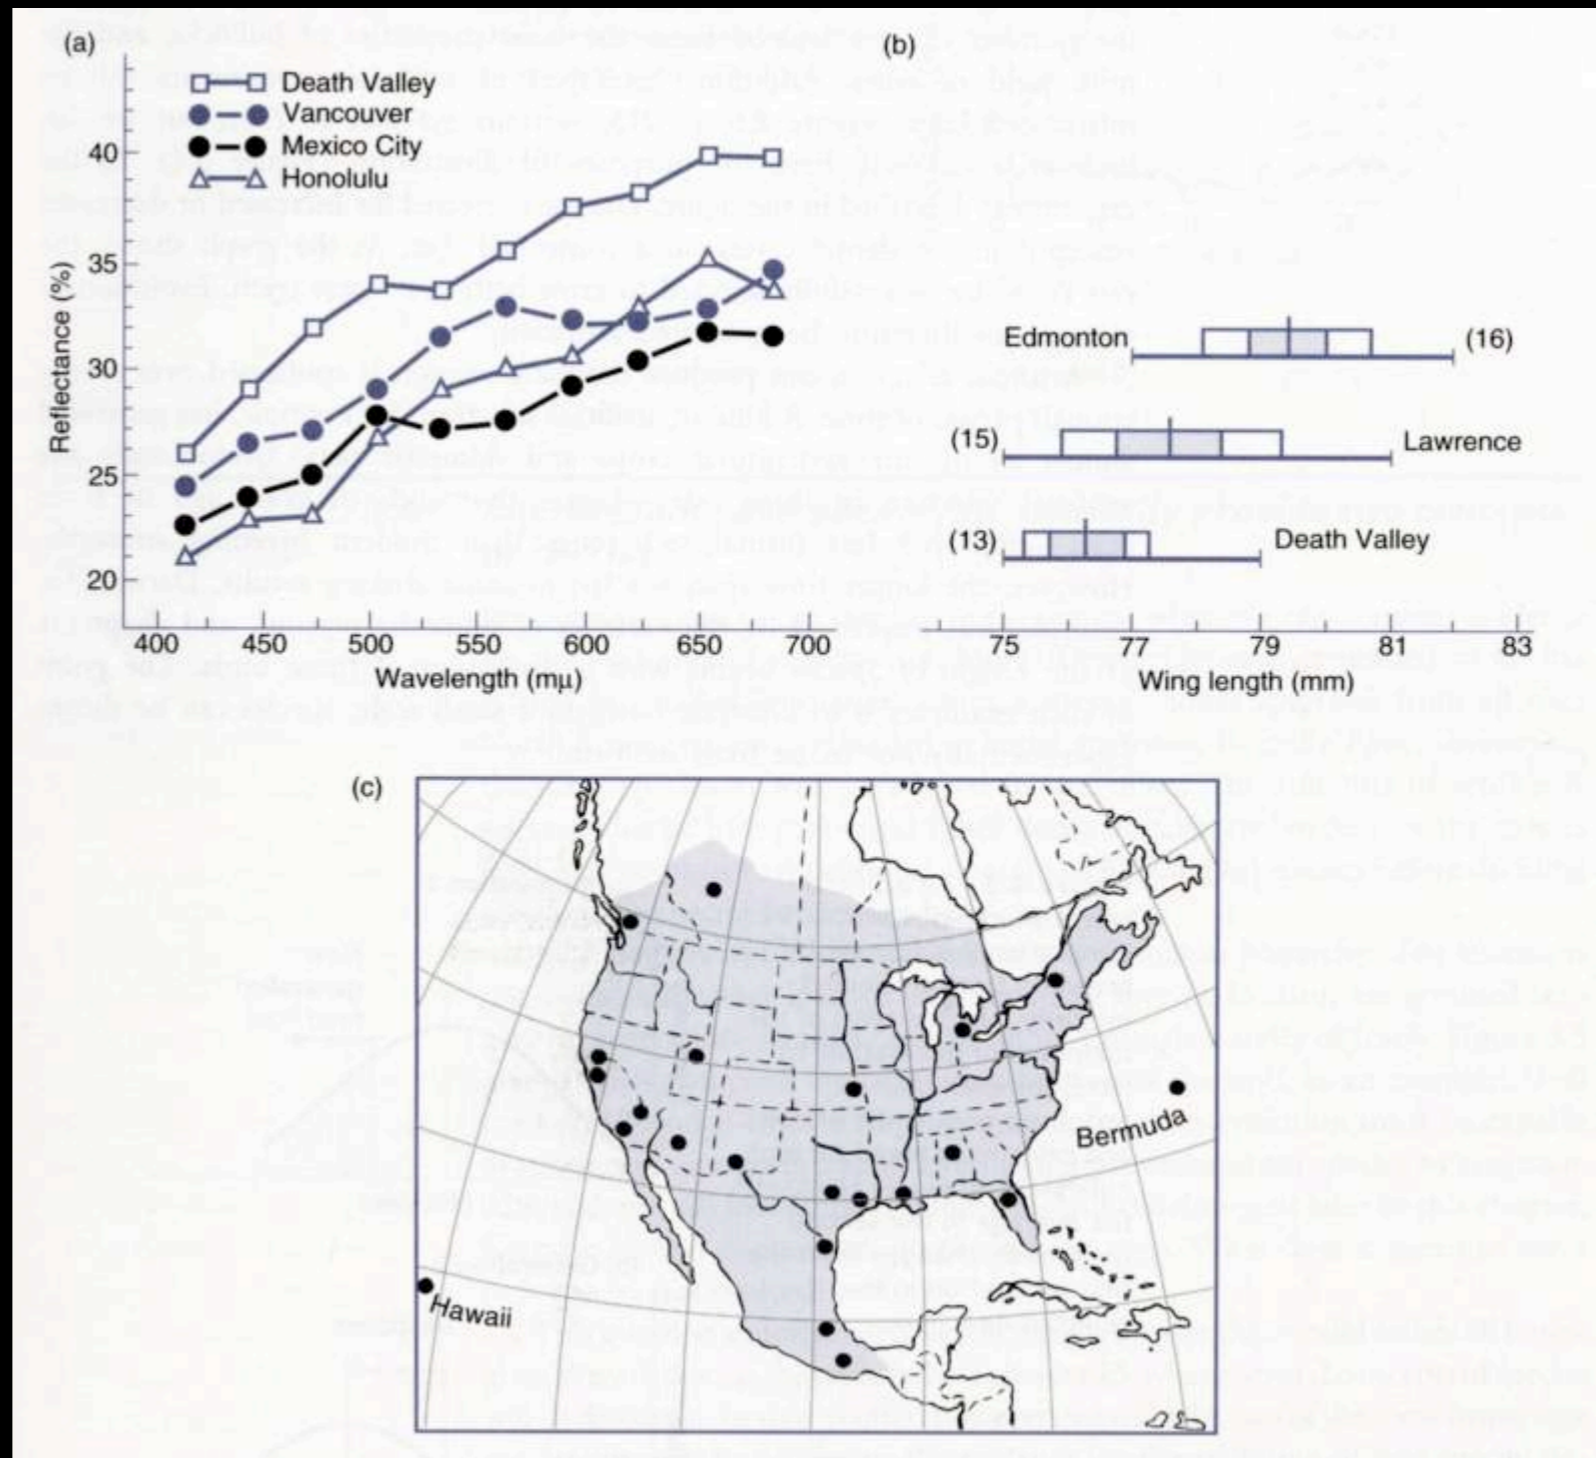 (a)
Death Valley
Vancouver
Mexico City
Honolulu
40
35
30
25
20
Reflectance (%)
400 450 500 550 600 650 700
Wavelength (mμ)
(b)
Edmonton (16)
(15) Lawrence
(13) Death Valley
75 77 79 81 83
Wing length (mm)
(c)
Bermuda
Hawaii